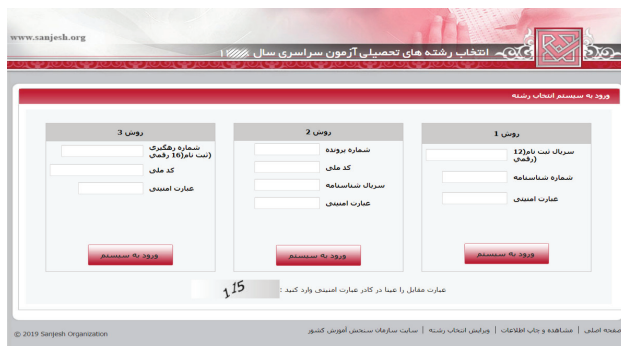 www.sanjesh.org
انتخاب رشته های تحصیلی آزمون سراسری سال
ورود به سیستم انتخاب رشته
روش 1
سریال ثبت نام(12 رقمی)
شماره شناسنامه
عبارت امنیتی
ورود به سیستم
روش 2
شماره پرونده
کد ملی
سریال شناسنامه
عبارت امنیتی
ورود به سیستم
روش 3
شماره رهگیری
ثبت نام(16 رقمی)
کد ملی
عبارت امنیتی
ورود به سیستم
عبارت مقابل را عینا در کادر عبارت امنیتی وارد کنید :
115
صفحه اصلی | مشاهده و چاپ اطلاعات | ویرایش انتخاب رشته | سایت سازمان سنجش آموزش کشور
© 2019 Sanjesh Organization